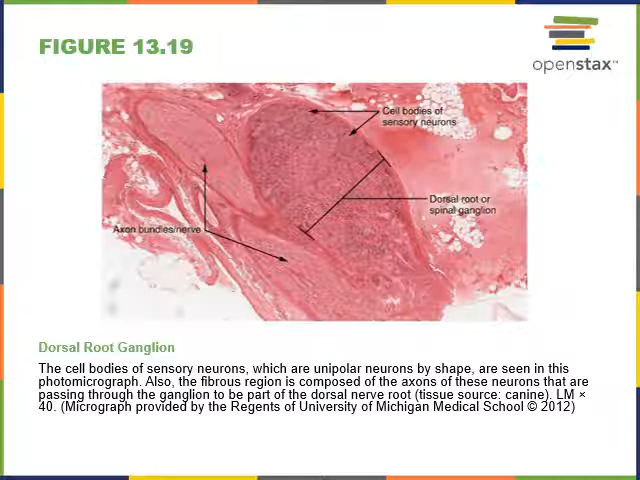 FIGURE 13.19
openstax™
Cell bodies of
sensory neurons
Dorsal root or
spinal ganglion
Axon bundles/nerve
Dorsal Root Ganglion
The cell bodies of sensory neurons, which are unipolar neurons by shape, are seen in this
photomicrograph. Also, the fibrous region is composed of the axons of these neurons that are
passing through the ganglion to be part of the dorsal nerve root (tissue source: canine). LM ×
40. (Micrograph provided by the Regents of University of Michigan Medical School © 2012)